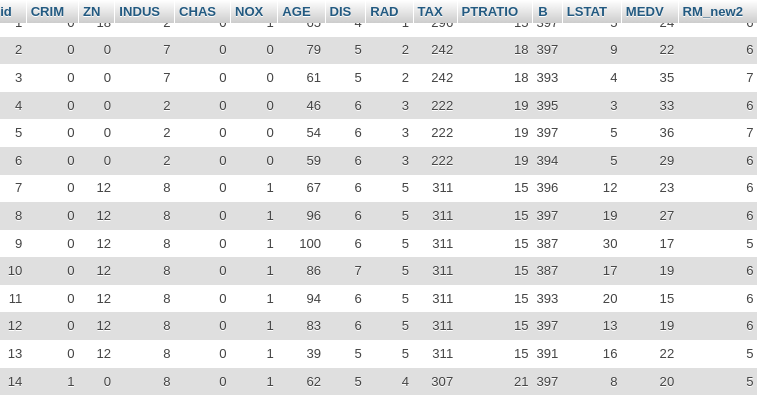 id CRIM ZN INDUS CHAS NOX AGE DIS RAD TAX PTRATIO B LSTAT MEDV RM_new2
1 0 18 2 0 1 65 4 1 296 15 397 5 24 6
2 0 0 7 0 0 79 5 2 242 18 397 9 22 6
3 0 0 7 0 0 61 5 2 242 18 393 4 35 7
4 0 0 2 0 0 46 6 3 222 19 395 3 33 6
5 0 0 2 0 0 54 6 3 222 19 397 5 36 7
6 0 0 2 0 0 59 6 3 222 19 394 5 29 6
7 0 12 8 0 1 67 6 5 311 15 396 12 23 6
8 0 12 8 0 1 96 6 5 311 15 397 19 27 6
9 0 12 8 0 1 100 6 5 311 15 387 30 17 5
10 0 12 8 0 1 86 7 5 311 15 387 17 19 6
11 0 12 8 0 1 94 6 5 311 15 393 20 15 6
12 0 12 8 0 1 83 6 5 311 15 397 13 19 6
13 0 12 8 0 1 39 5 5 311 15 391 16 22 5
14 1 0 8 0 1 62 5 4 307 21 397 8 20 5